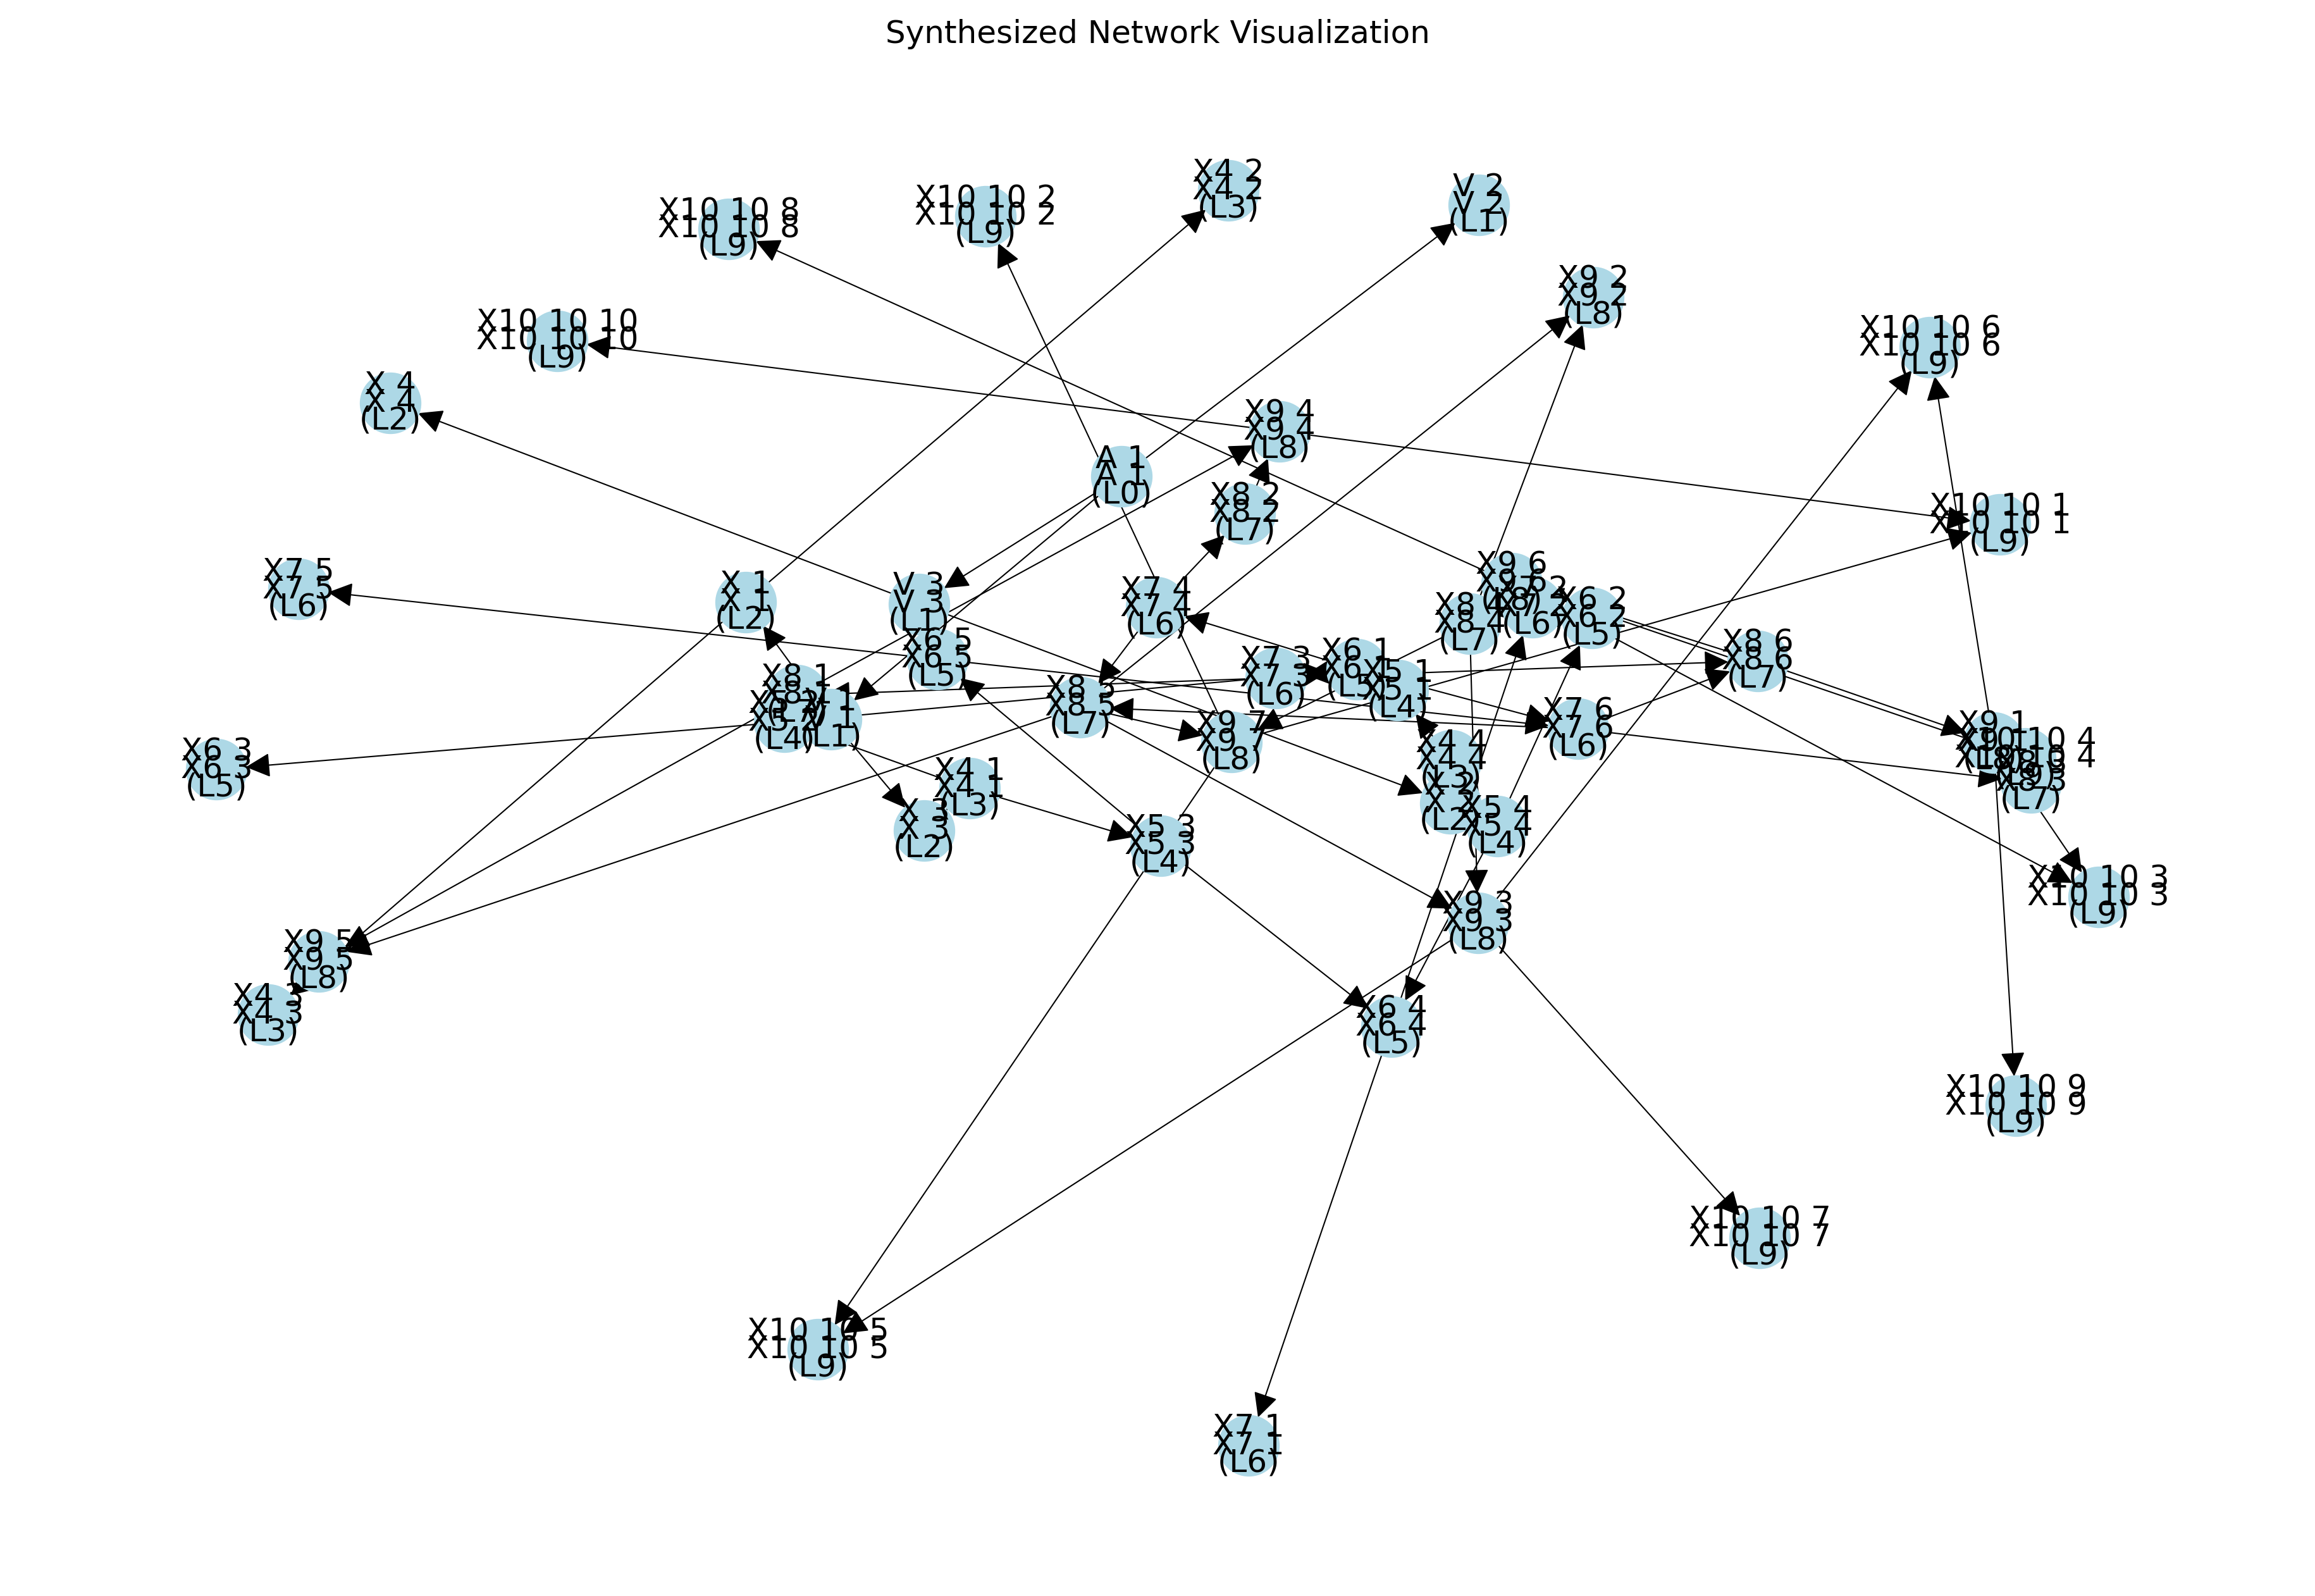 Synthesized Network Visualization
X4 2
X4 2
(L3)
V 2
V 2
(L1)
X10 10 8
X10 10 8
(L9)
X10 10 2
X10 10 2
(L9)
X9 2
X9 2
(L8)
X10 10 10
X10 10 10
(L9)
X10 10 6
X10 10 6
(L9)
X 4
X 4
(L2)
X9 4
X9 4
(L8)
A 1
A 1
(L0)
X8 2
X8 2
(L7)
X10 10 1
X10 10 1
(L9)
X7 5
X7 5
(L6)
X 1
X 1
(L2)
V 3
V 3
(L1)
X7 4
X7 4
(L6)
X9 6
X9 6
(L8)
X7 2
X7 2
(L6)
X6 2
X6 2
(L5)
X8 4
X8 4
(L7)
X6 5
X6 5
(L5)
X7 3
X7 3
(L6)
X6 1
X6 1
(L5)
X5 1
X5 1
(L4)
X8 6
X8 6
(L7)
X8 1
X8 1
(L7)
X5 2
X5 2
(L4)
V 1
V 1
(L1)
X8 5
X8 5
(L7)
X9 7
X9 7
(L8)
X7 6
X7 6
(L6)
X6 3
X6 3
(L5)
X4 4
X4 4
(L3)
X9 1
X9 1
(L8)
X10 10 4
X10 10 4
(L9)
X8 3
X8 3
(L7)
X4 1
X4 1
(L3)
X 2
X 2
(L2)
X 3
X 3
(L2)
X5 3
X5 3
(L4)
X5 4
X5 4
(L4)
X10 10 3
X10 10 3
(L9)
X9 3
X9 3
(L8)
X9 5
X9 5
(L8)
X4 3
X4 3
(L3)
X6 4
X6 4
(L5)
X10 10 9
X10 10 9
(L9)
X10 10 7
X10 10 7
(L9)
X10 10 5
X10 10 5
(L9)
X7 1
X7 1
(L6)